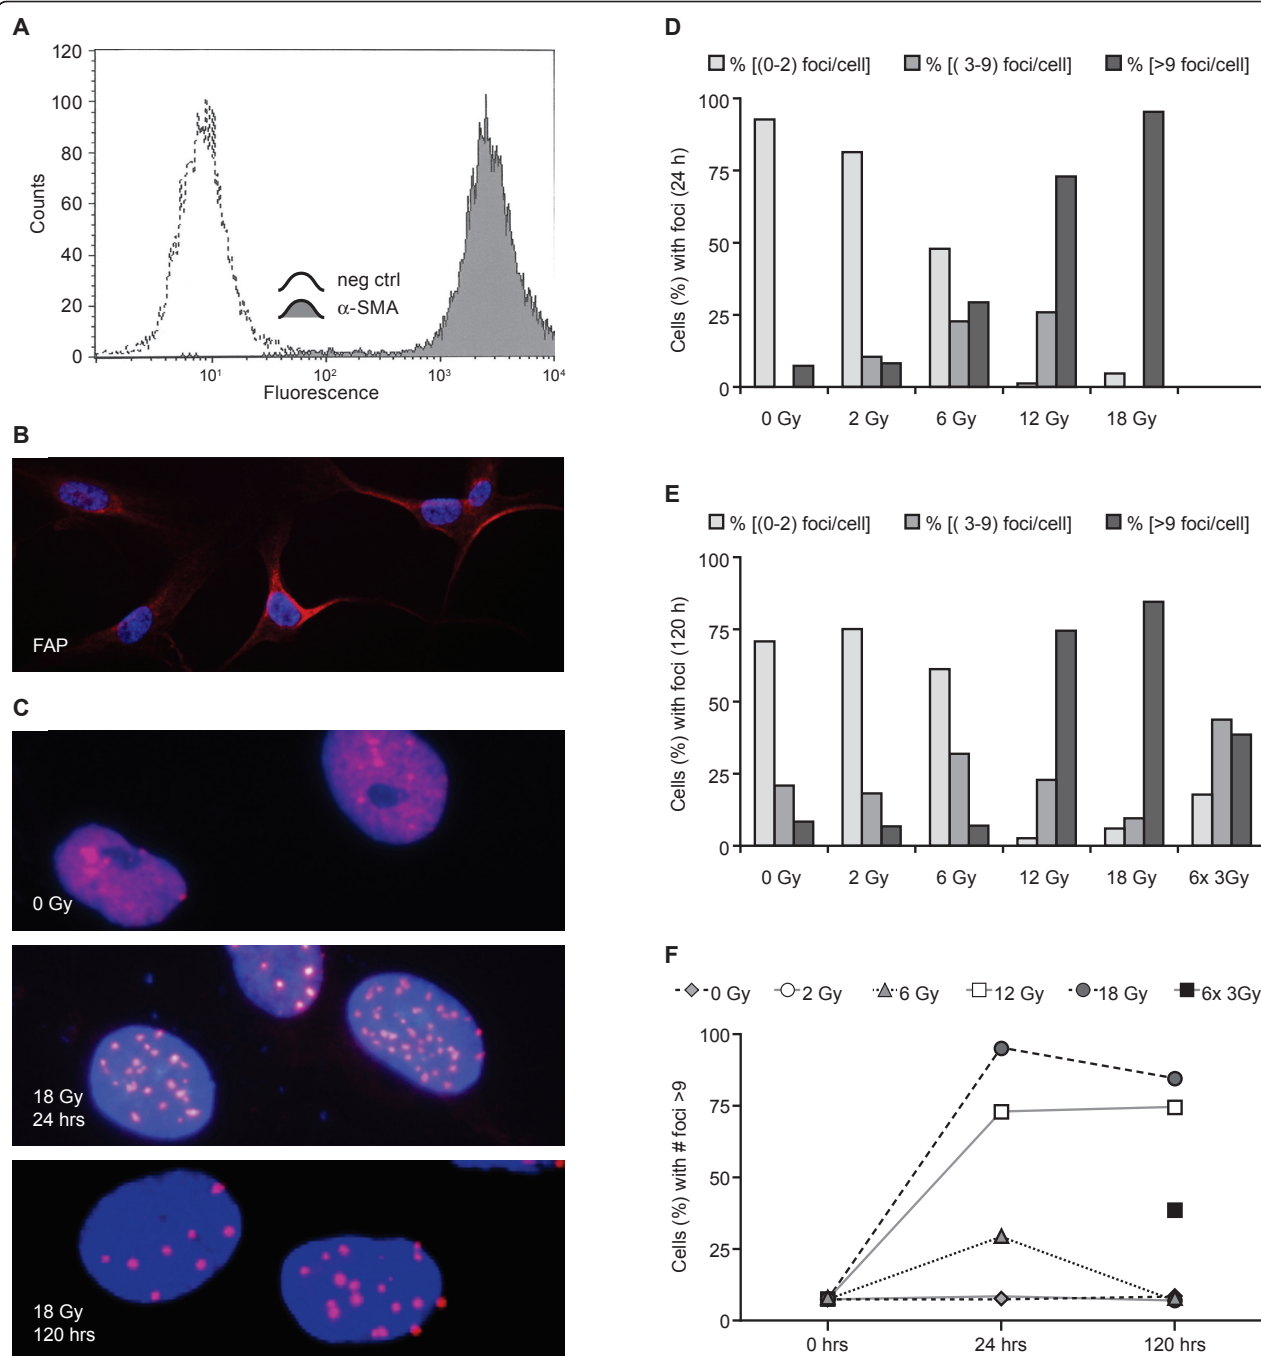 A
120
100
80
60
40
20
0
Counts
neg ctrl
α-SMA
10¹ 10² 10³ 10⁴
Fluorescence
B
FAP
C
0 Gy
18 Gy
24 hrs
18 Gy
120 hrs
D
% [(0-2) foci/cell] % [( 3-9) foci/cell] % [>9 foci/cell]
100
75
50
25
0
Cells (%) with foci (24 h)
0 Gy 2 Gy 6 Gy 12 Gy 18 Gy
E
% [(0-2) foci/cell] % [( 3-9) foci/cell] % [>9 foci/cell]
100
75
50
25
0
Cells (%) with foci (120 h)
0 Gy 2 Gy 6 Gy 12 Gy 18 Gy 6x 3Gy
F
0 Gy 2 Gy 6 Gy 12 Gy 18 Gy 6x 3Gy
100
75
50
25
0
Cells (%) with # foci >9
0 hrs 24 hrs 120 hrs